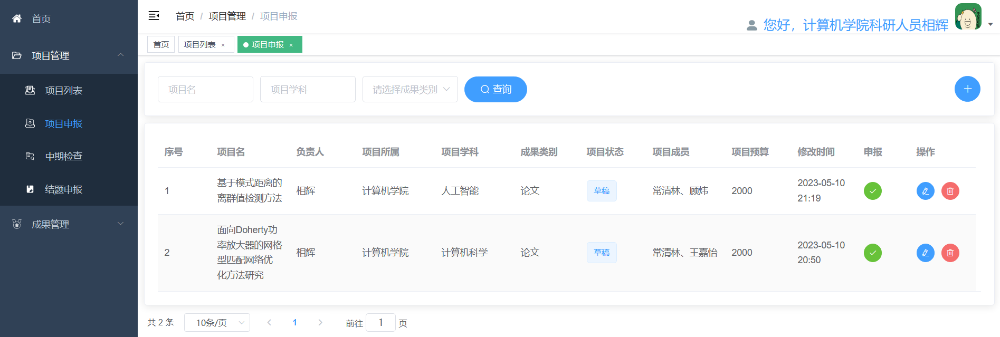 首页
项目管理
项目列表
项目申报
中期检查
结题申报
成果管理
首页 / 项目管理 / 项目申报
您好，计算机学院科研人员相辉
首页 项目列表 × 项目申报 ×
项目名 项目学科 请选择成果类别 查询
序号 项目名 负责人 项目所属 项目学科 成果类别 项目状态 项目成员 项目预算 修改时间 申报 操作
1 基于模式距离的 相辉 计算机学院 人工智能 论文 草稿 常清林、顾炜 2000 2023-05-10
离群值检测方法 21:19
面向Doherty功
2 率放大器的网格 相辉 计算机学院 计算机科学 论文 草稿 常清林、王嘉怡 2000 2023-05-10
型匹配网络优 20:50
化方法研究
共 2 条 10条/页 1 前往 1 页